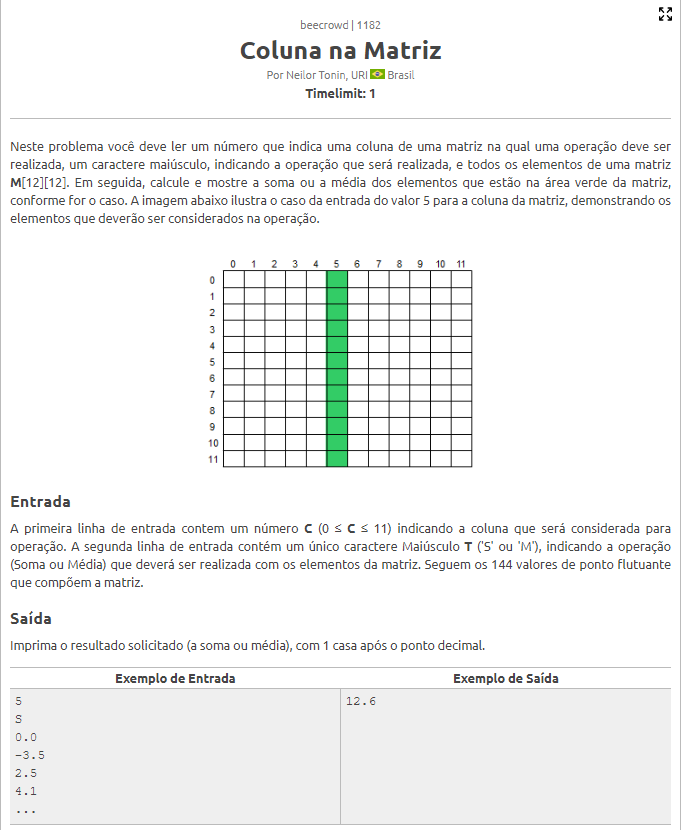 beecrowd | 1182
Coluna na Matriz
Por Neilor Tonin, URI Brasil
Timelimit: 1
Neste problema você deve ler um número que indica uma coluna de uma matriz na qual uma operação deve ser
realizada, um caractere maiúsculo, indicando a operação que será realizada, e todos os elementos de uma matriz
M[12][12]. Em seguida, calcule e mostre a soma ou a média dos elementos que estão na área verde da matriz,
conforme for o caso. A imagem abaixo ilustra o caso da entrada do valor 5 para a coluna da matriz, demonstrando os
elementos que deverão ser considerados na operação.
0 1 2 3 4 5 6 7 8 9 10 11
0
1
2
3
4
5
6
7
8
9
10
11
Entrada
A primeira linha de entrada contem um número C (0 ≤ C ≤ 11) indicando a coluna que será considerada para
operação. A segunda linha de entrada contém um único caractere Maiúsculo T ('S' ou 'M'), indicando a operação
(Soma ou Média) que deverá ser realizada com os elementos da matriz. Seguem os 144 valores de ponto flutuante
que compõem a matriz.
Saída
Imprima o resultado solicitado (a soma ou média), com 1 casa após o ponto decimal.
Exemplo de Entrada Exemplo de Saída
5 12.6
S
0.0
-3.5
2.5
4.1
...